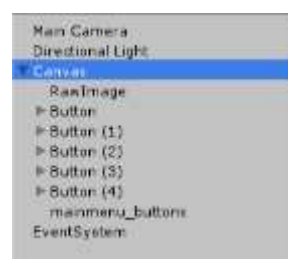 Main Camera
Directional Light
Canvas
RawImage
Button
Button (1)
Button (2)
Button (3)
Button (4)
mainmenu_buttons
EventSystem